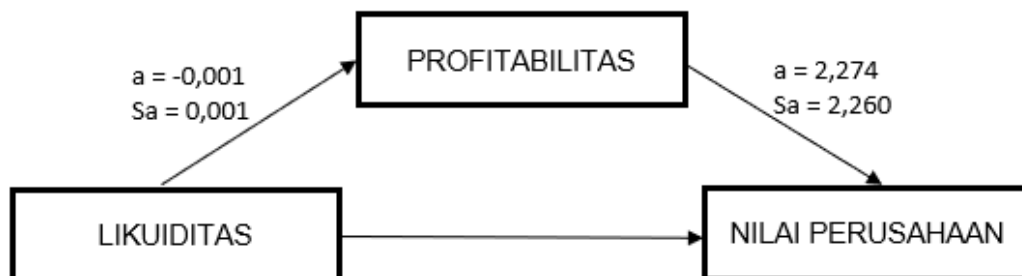 PROFITABILITAS
a = -0,001
Sa = 0,001
a = 2,274
Sa = 2,260
LIKUIDITAS
NILAI PERUSAHAAN